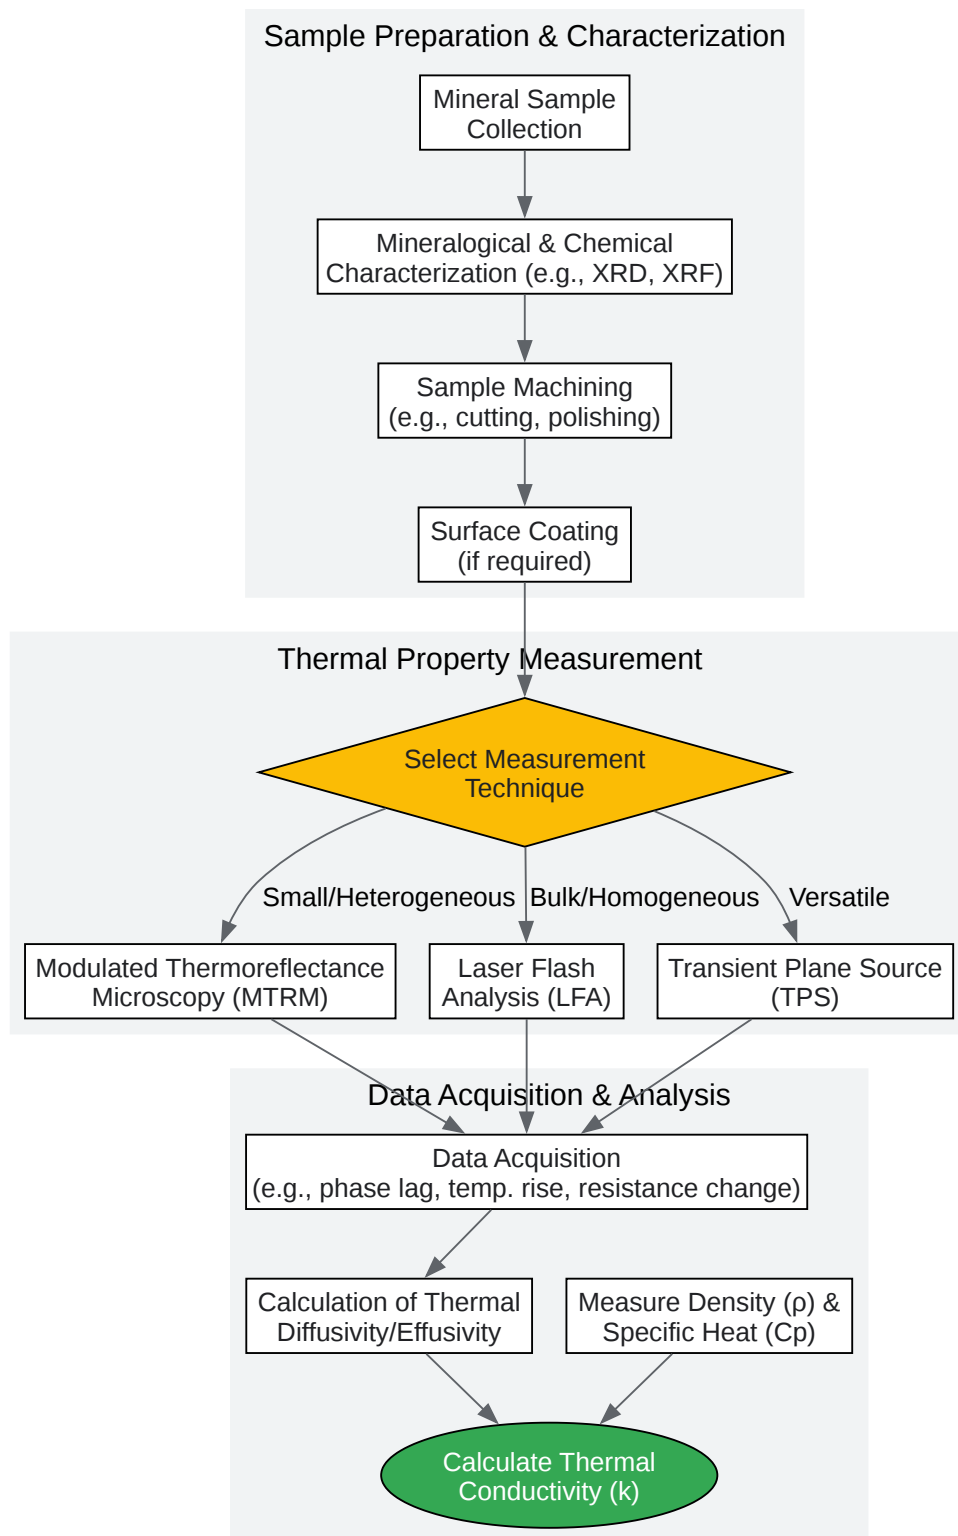 Sample Preparation & Characterization
Mineral Sample
Collection
Mineralogical & Chemical
Characterization (e.g., XRD, XRF)
Sample Machining
(e.g., cutting, polishing)
Surface Coating
(if required)
Thermal Property Measurement
Select Measurement
Technique
Small/Heterogeneous
Bulk/Homogeneous
Versatile
Modulated Thermoreflectance
Microscopy (MTRM)
Laser Flash
Analysis (LFA)
Transient Plane Source
(TPS)
Data Acquisition & Analysis
Data Acquisition
(e.g., phase lag, temp. rise, resistance change)
Calculation of Thermal
Diffusivity/Effusivity
Measure Density (ρ) &
Specific Heat (Cp)
Calculate Thermal
Conductivity (k)